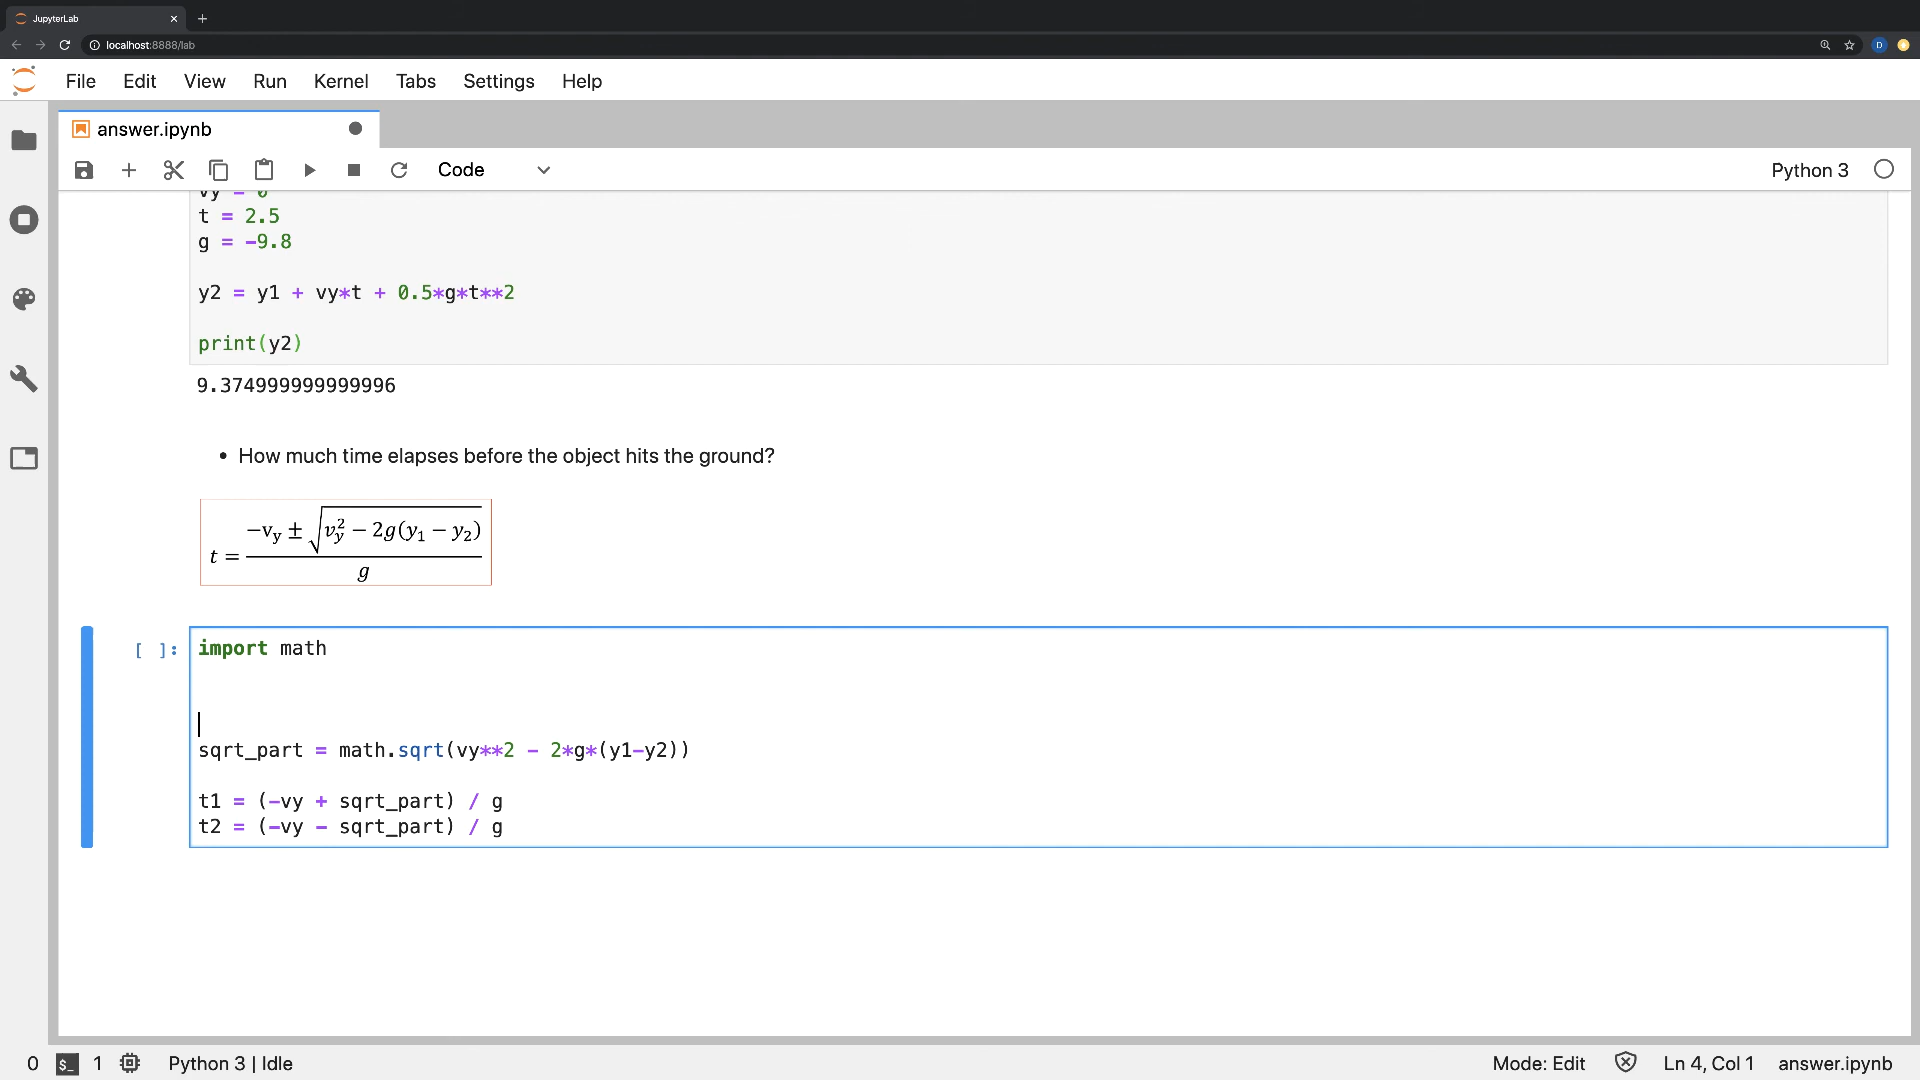 JupyterLab
localhost:8888/lab
D
File Edit View Run Kernel Tabs Settings Help
answer.ipynb
Code
Python 3
vy = 0
t = 2.5
g = -9.8
y2 = y1 + vy*t + 0.5*g*t**2
print(y2)
9.374999999999996
• How much time elapses before the object hits the ground?
t = (−v_y ± √(v_y² − 2g(y₁ − y₂))) / g
[ ]: import math
sqrt_part = math.sqrt(vy**2 - 2*g*(y1-y2))
t1 = (-vy + sqrt_part) / g
t2 = (-vy - sqrt_part) / g
0 $_ 1 Python 3 | Idle Mode: Edit Ln 4, Col 1 answer.ipynb